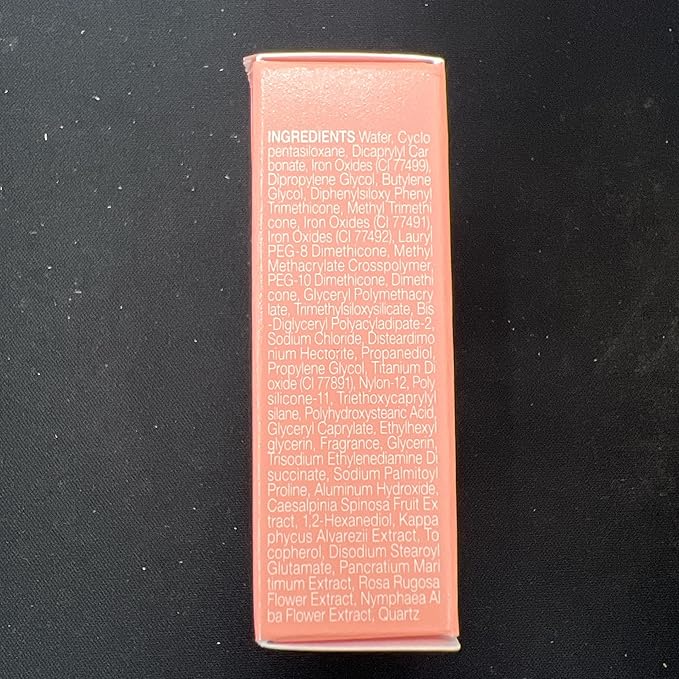 INGREDIENTS Water, Cyclo
pentasiloxane, Dicaprylyl Car
bonate, Iron Oxides (CI 77499),
Dipropylene Glycol, Butylene
Glycol, Diphenylsiloxy Phenyl
Trimethicone, Methyl Trimethi
cone, Iron Oxides (CI 77491),
Iron Oxides (CI 77492), Lauryl
PEG-8 Dimethicone, Methyl
Methacrylate Crosspolymer,
PEG-10 Dimethicone, Dimethi
cone, Glyceryl Polymethacry
late, Trimethylsiloxysilicate, Bis
-Diglyceryl Polyacyladipate-2,
Sodium Chloride, Disteardimo
nium Hectorite, Propanediol,
Propylene Glycol, Titanium Di
oxide (CI 77891), Nylon-12, Poly
silicone-11, Triethoxycaprylyl
silane, Polyhydroxystearic Acid,
Glyceryl Caprylate, Ethylhexyl
glycerin, Fragrance, Glycerin,
Trisodium Ethylenediamine Di
succinate, Sodium Palmitoyl
Proline, Aluminum Hydroxide,
Caesalpinia Spinosa Fruit Ex
tract, 1,2-Hexanediol, Kappa
phycus Alvarezii Extract, To
copherol, Disodium Stearoyl
Glutamate, Pancratium Mari
timum Extract, Rosa Rugosa
Flower Extract, Nymphaea Al
ba Flower Extract, Quartz